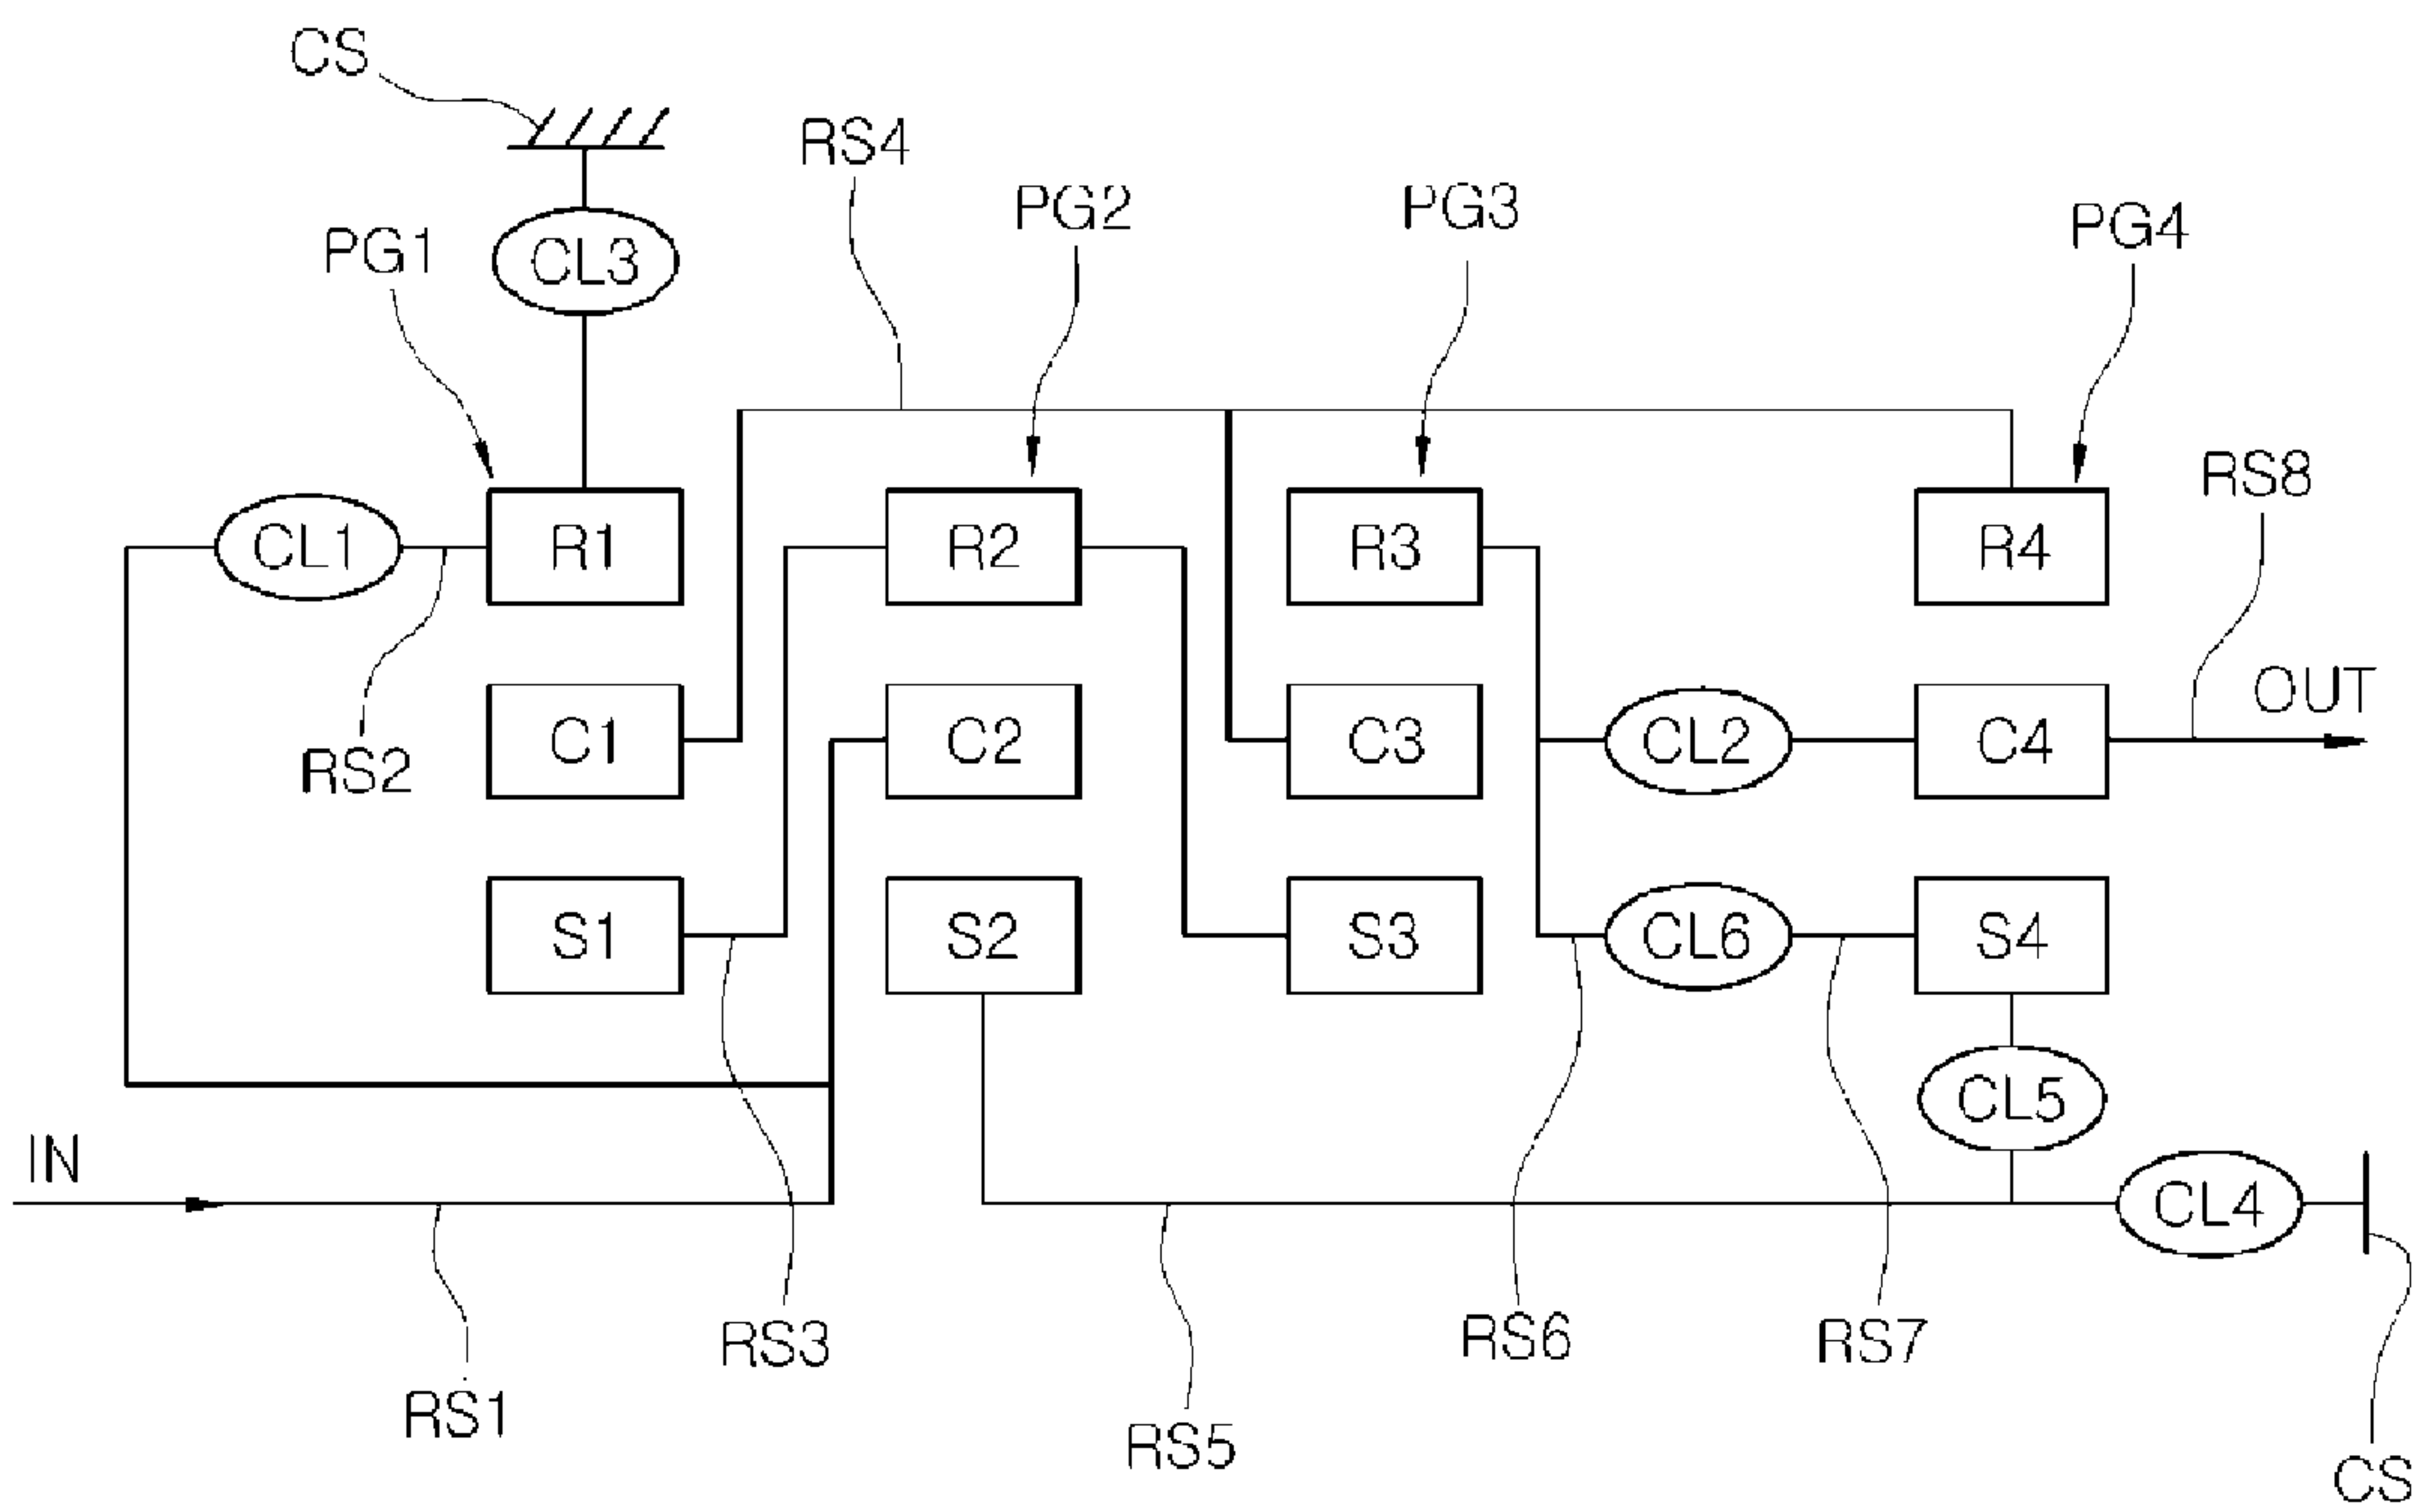 CS
RS4
PG2
PG3
PG4
PG1
CL3
RS8
CL1
R1
R2
R3
R4
OUT
C1
C2
C3
CL2
C4
RS2
S1
S2
S3
CL6
S4
CL5
IN
CL4
RS3
RS6
RS7
RS1
RS5
CS